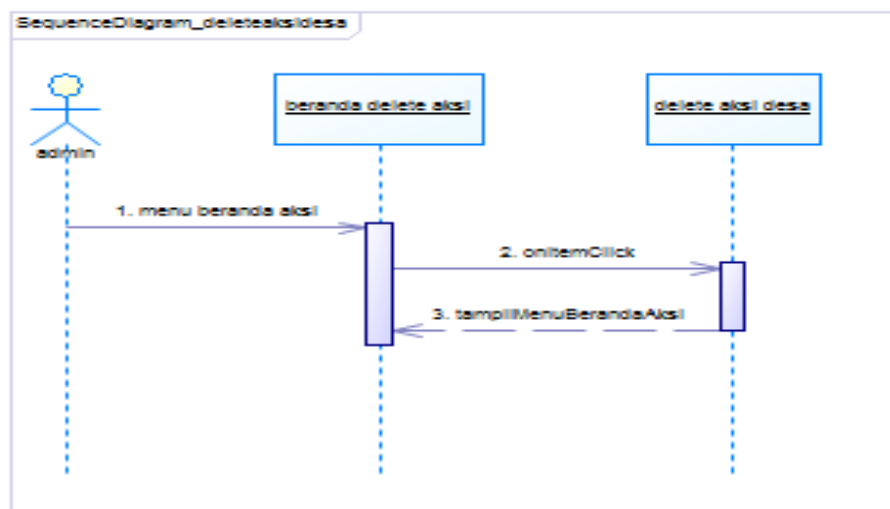 SequenceDiagram_deleteaksidesa
beranda delete aksi
delete aksi desa
admin
1. menu beranda aksi
2. onItemClick
3. tampilMenuBerandaAksi